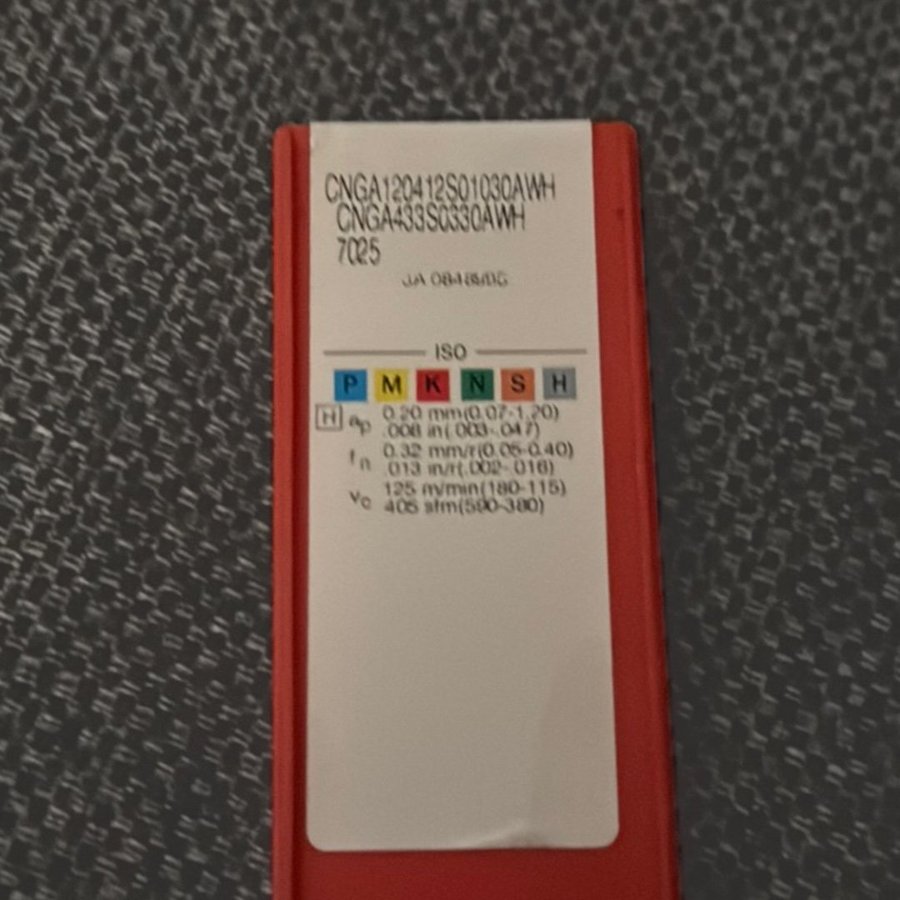 CNGA120412S01030AWH
CNGA433S0330AWH
7025
ISO
P M K N S H
H ap 0.20 mm(0.07-1.20)
.008 in(.003-.047)
fn 0.32 mm/r(0.05-0.40)
.013 in/r(.002-.016)
vc 125 m/min(180-115)
405 sfm(590-380)